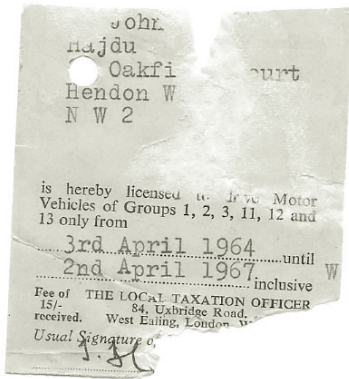 John
Hajdu
Oakfi urt
Hendon W
N W 2
is hereby licensed to drive Motor
Vehicles of Groups 1, 2, 3, 11, 12 and
13 only from
3rd April 1964 until
2nd April 1967 inclusive W
Fee of THE LOCAL TAXATION OFFICER
15/- 84, Uxbridge Road.
received. West Ealing, London W
Usual Signature o